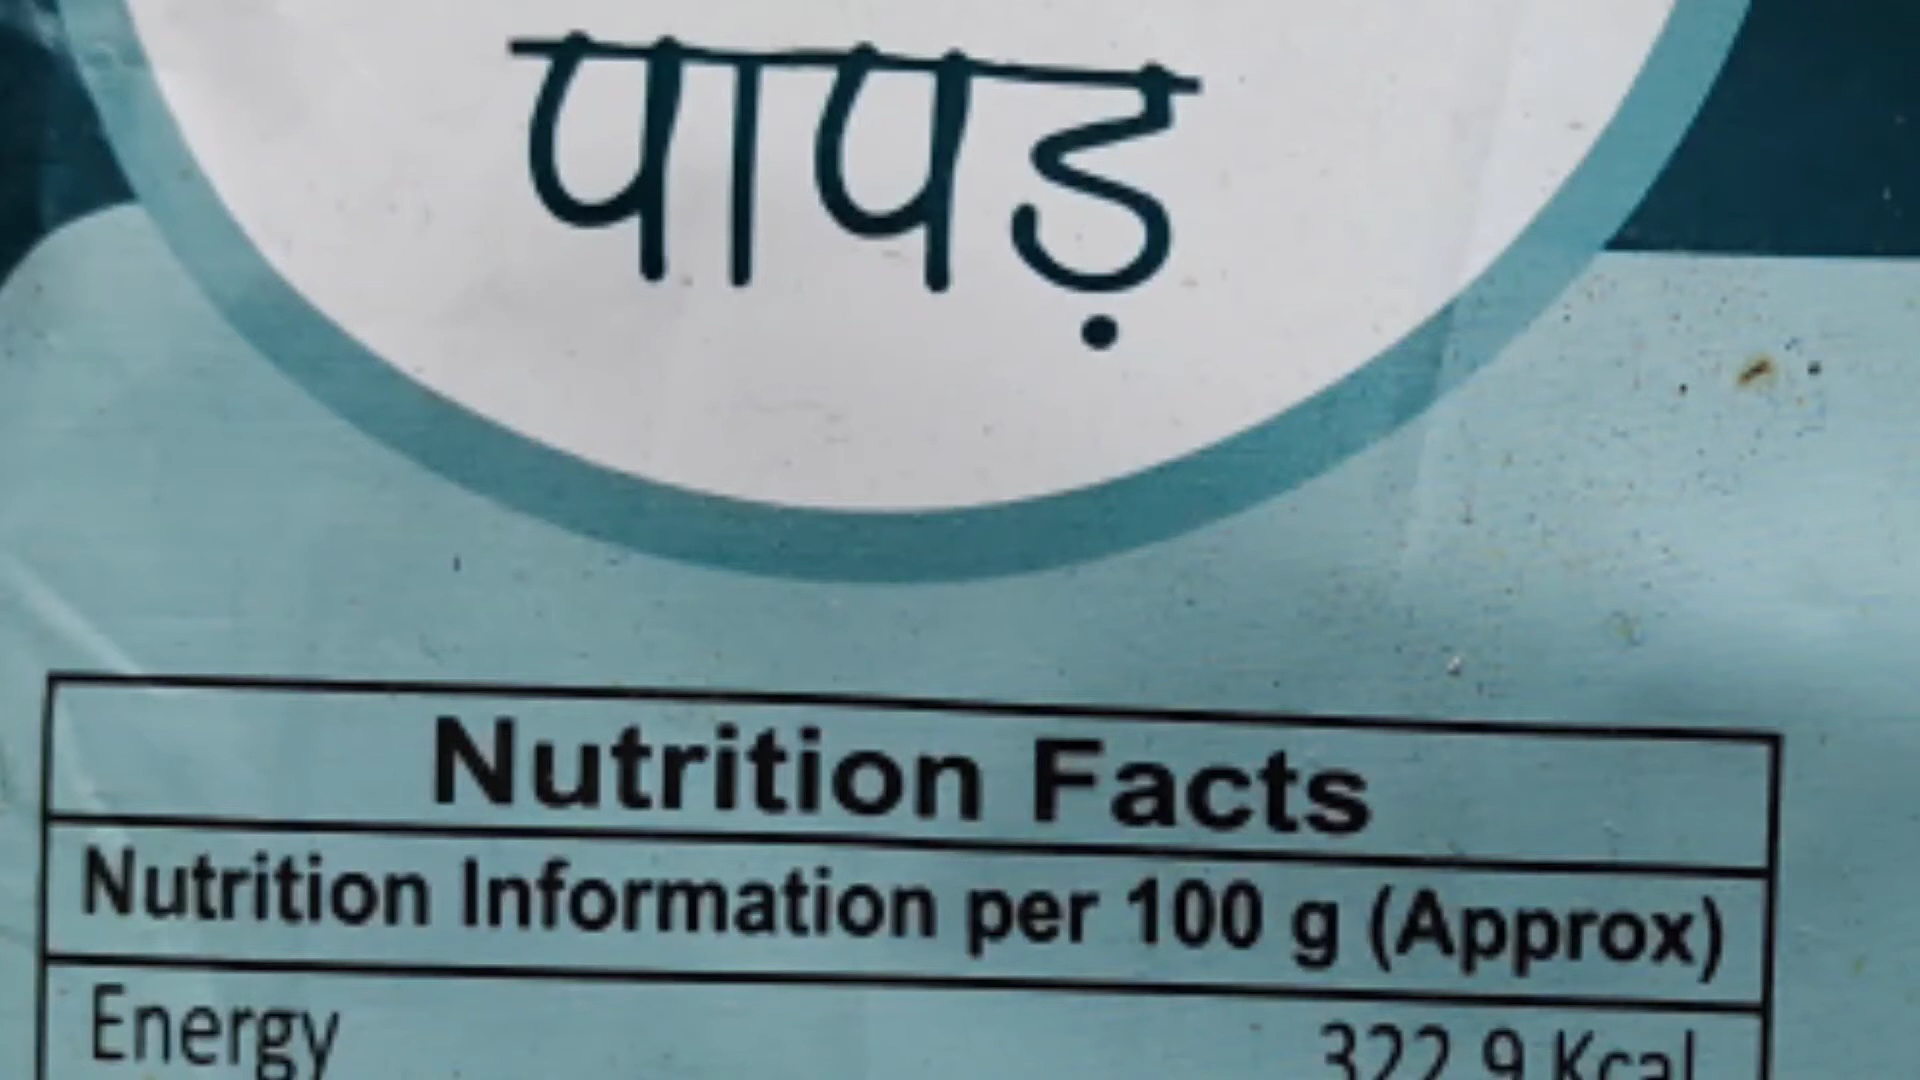 पापड़
Nutrition Facts
Nutrition Information per 100 g (Approx)
Energy 322.9 Kcal